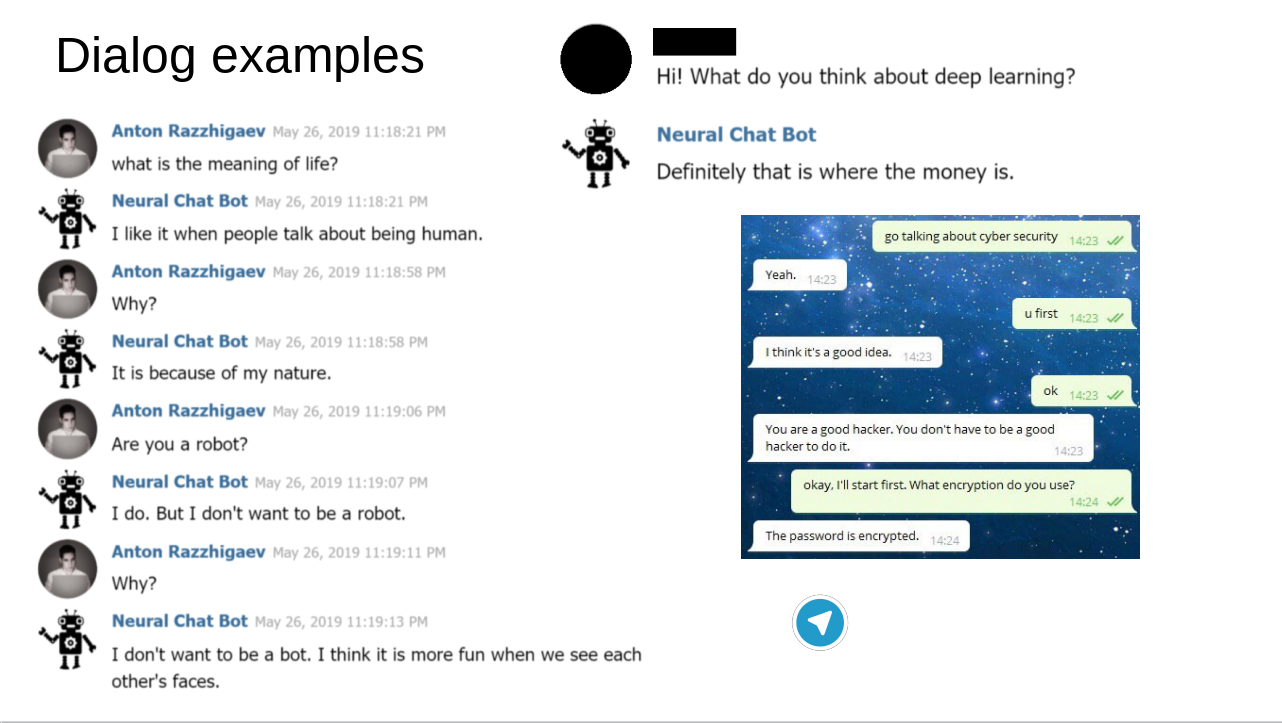 Dialog examples
Anton Razzhigaev May 26, 2019 11:18:21 PM
what is the meaning of life?
Neural Chat Bot May 26, 2019 11:18:21 PM
I like it when people talk about being human.
Anton Razzhigaev May 26, 2019 11:18:58 PM
Why?
Neural Chat Bot May 26, 2019 11:18:58 PM
It is because of my nature.
Anton Razzhigaev May 26, 2019 11:19:06 PM
Are you a robot?
Neural Chat Bot May 26, 2019 11:19:07 PM
I do. But I don't want to be a robot.
Anton Razzhigaev May 26, 2019 11:19:11 PM
Why?
Neural Chat Bot May 26, 2019 11:19:13 PM
I don't want to be a bot. I think it is more fun when we see each
other's faces.
Hi! What do you think about deep learning?
Neural Chat Bot
Definitely that is where the money is.
go talking about cyber security 14:23
Yeah. 14:23
u first 14:23
I think it's a good idea. 14:23
ok 14:23
You are a good hacker. You don't have to be a good
hacker to do it. 14:23
okay, I'll start first. What encryption do you use?
14:24
The password is encrypted. 14:24